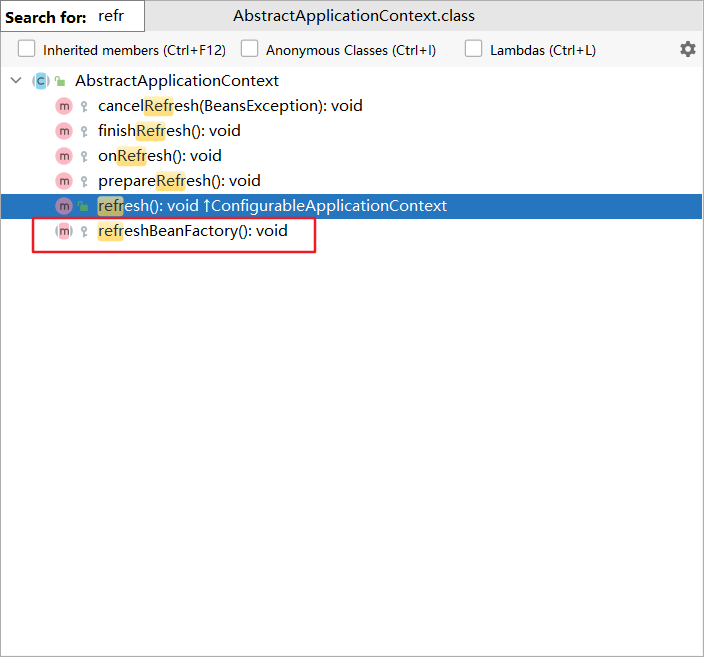 Search for: refr AbstractApplicationContext.class
Inherited members (Ctrl+F12) Anonymous Classes (Ctrl+I) Lambdas (Ctrl+L)
C AbstractApplicationContext
m cancelRefresh(BeansException): void
m finishRefresh(): void
m onRefresh(): void
m prepareRefresh(): void
m refresh(): void ↑ConfigurableApplicationContext
m refreshBeanFactory(): void